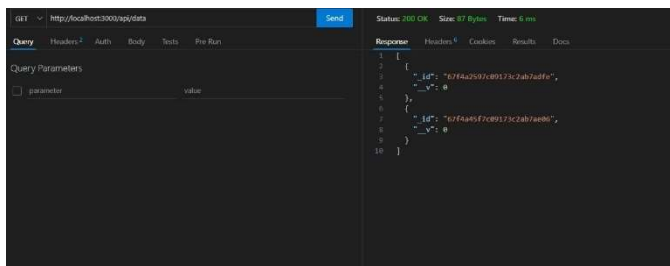 GET http://localhost:3000/api/data Send
Status: 200 OK Size: 87 Bytes Time: 6 ms
Query Headers 2 Auth Body Tests Pre Run
Response Headers 6 Cookies Results Docs
Query Parameters
parameter value
1 [
2 {
3 "_id": "67f4a2597c09173c2ab7adfe",
4 "__v": 0
5 },
6 {
7 "_id": "67f4a45f7c09173c2ab7ae06",
8 "__v": 0
9 }
10 ]